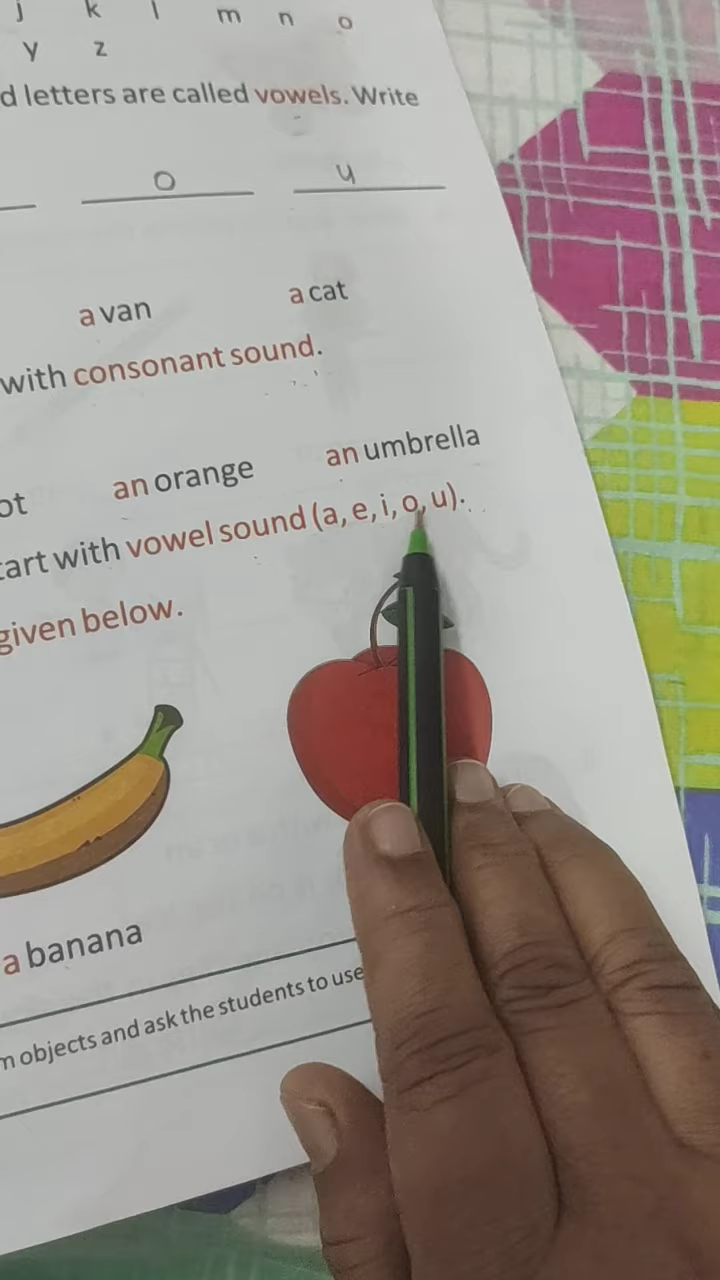 j k l m n o
y z
d letters are called vowels. Write
o u
a van a cat
with consonant sound.
ot an orange an umbrella
tart with vowel sound (a, e, i, o, u).
given below.
a banana
m objects and ask the students to use